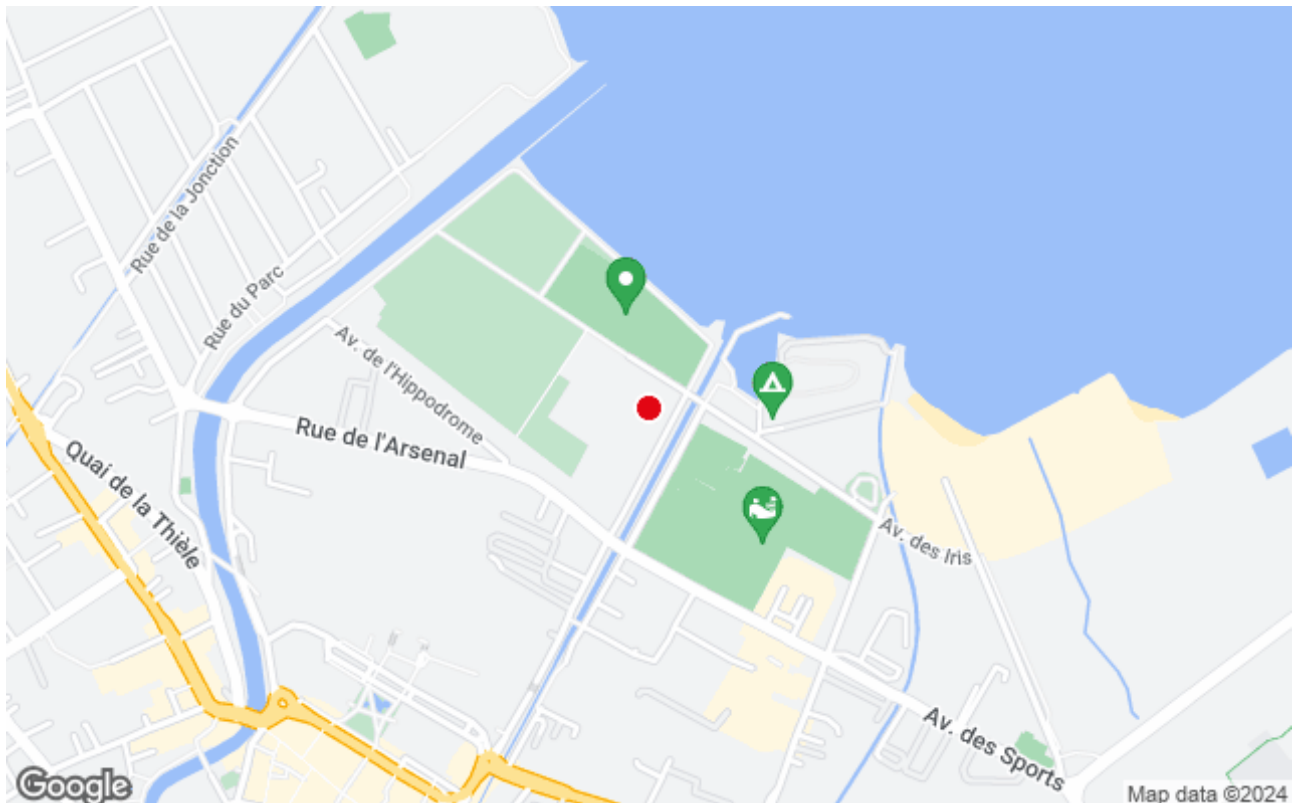 Rue de la Jonction
Rue du Parc
Av. de l'Hippodrome
Rue de l'Arsenal
Quai de la Thièle
Av. des Iris
Av. des Sports
Google
Map data ©2024